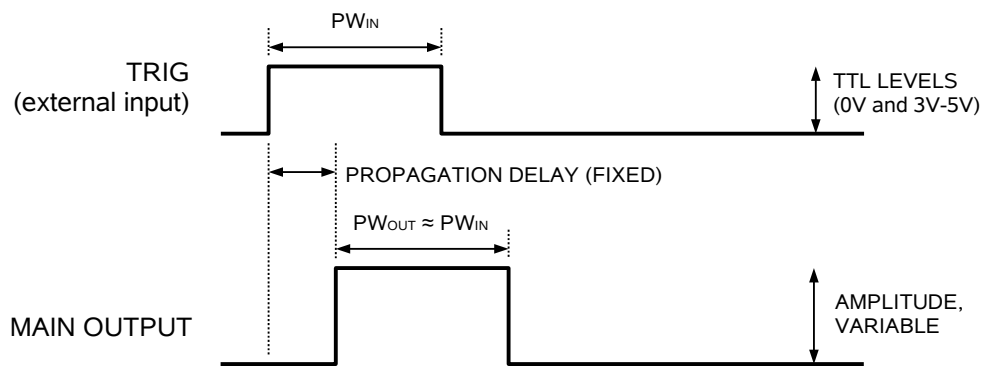 PWIN
TRIG
(external input)
TTL LEVELS
(0V and 3V-5V)
PROPAGATION DELAY (FIXED)
PWOUT ≈ PWIN
MAIN OUTPUT
AMPLITUDE,
VARIABLE